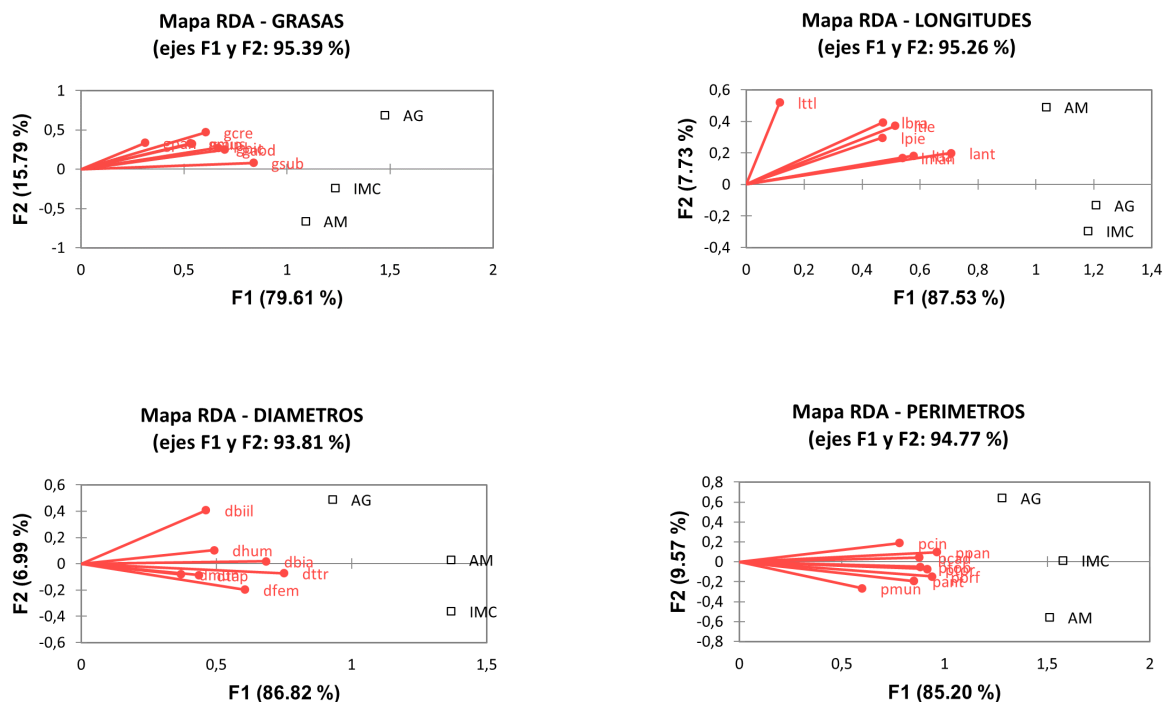 Mapa RDA - GRASAS
(ejes F1 y F2: 95.39 %)
1
0,5
0
-0,5
-1
F2 (15.79 %)
gcre
gsub
AG
IMC
AM
0
0,5
1
1,5
2
F1 (79.61 %)
Mapa RDA - LONGITUDES
(ejes F1 y F2: 95.26 %)
0,6
0,4
0,2
0
-0,2
-0,4
F2 (7.73 %)
lttl
lbra
lpie
lant
AM
AG
IMC
0
0,2
0,4
0,6
0,8
1
1,2
1,4
F1 (87.53 %)
Mapa RDA - DIAMETROS
(ejes F1 y F2: 93.81 %)
0,6
0,4
0,2
0
-0,2
-0,4
-0,6
F2 (6.99 %)
dbiil
dhum
dbia
dttr
dfem
AG
AM
IMC
0
0,5
1
1,5
F1 (86.82 %)
Mapa RDA - PERIMETROS
(ejes F1 y F2: 94.77 %)
0,8
0,6
0,4
0,2
0
-0,2
-0,4
-0,6
-0,8
F2 (9.57 %)
pcin
pant
pmun
AG
IMC
AM
0
0,5
1
1,5
2
F1 (85.20 %)